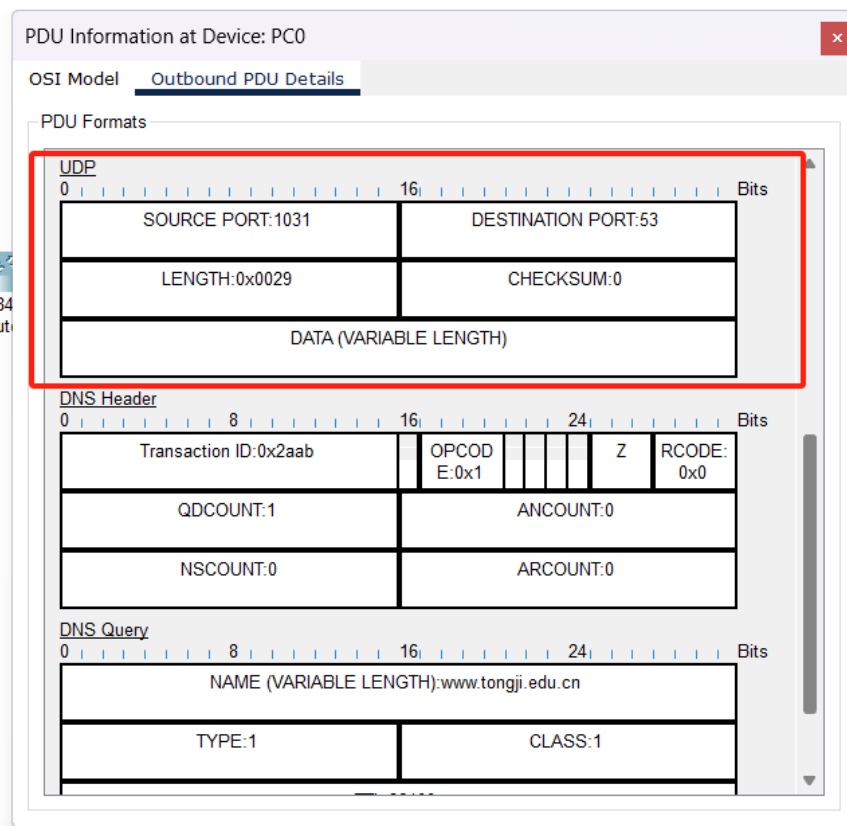 PDU Information at Device: PC0
×
OSI Model Outbound PDU Details
PDU Formats
UDP
0 16 Bits
SOURCE PORT:1031 DESTINATION PORT:53
LENGTH:0x0029 CHECKSUM:0
DATA (VARIABLE LENGTH)
DNS Header
0 8 16 24 Bits
Transaction ID:0x2aab OPCOD
E:0x1 Z RCODE:
0x0
QDCOUNT:1 ANCOUNT:0
NSCOUNT:0 ARCOUNT:0
DNS Query
0 8 16 24 Bits
NAME (VARIABLE LENGTH):www.tongji.edu.cn
TYPE:1 CLASS:1